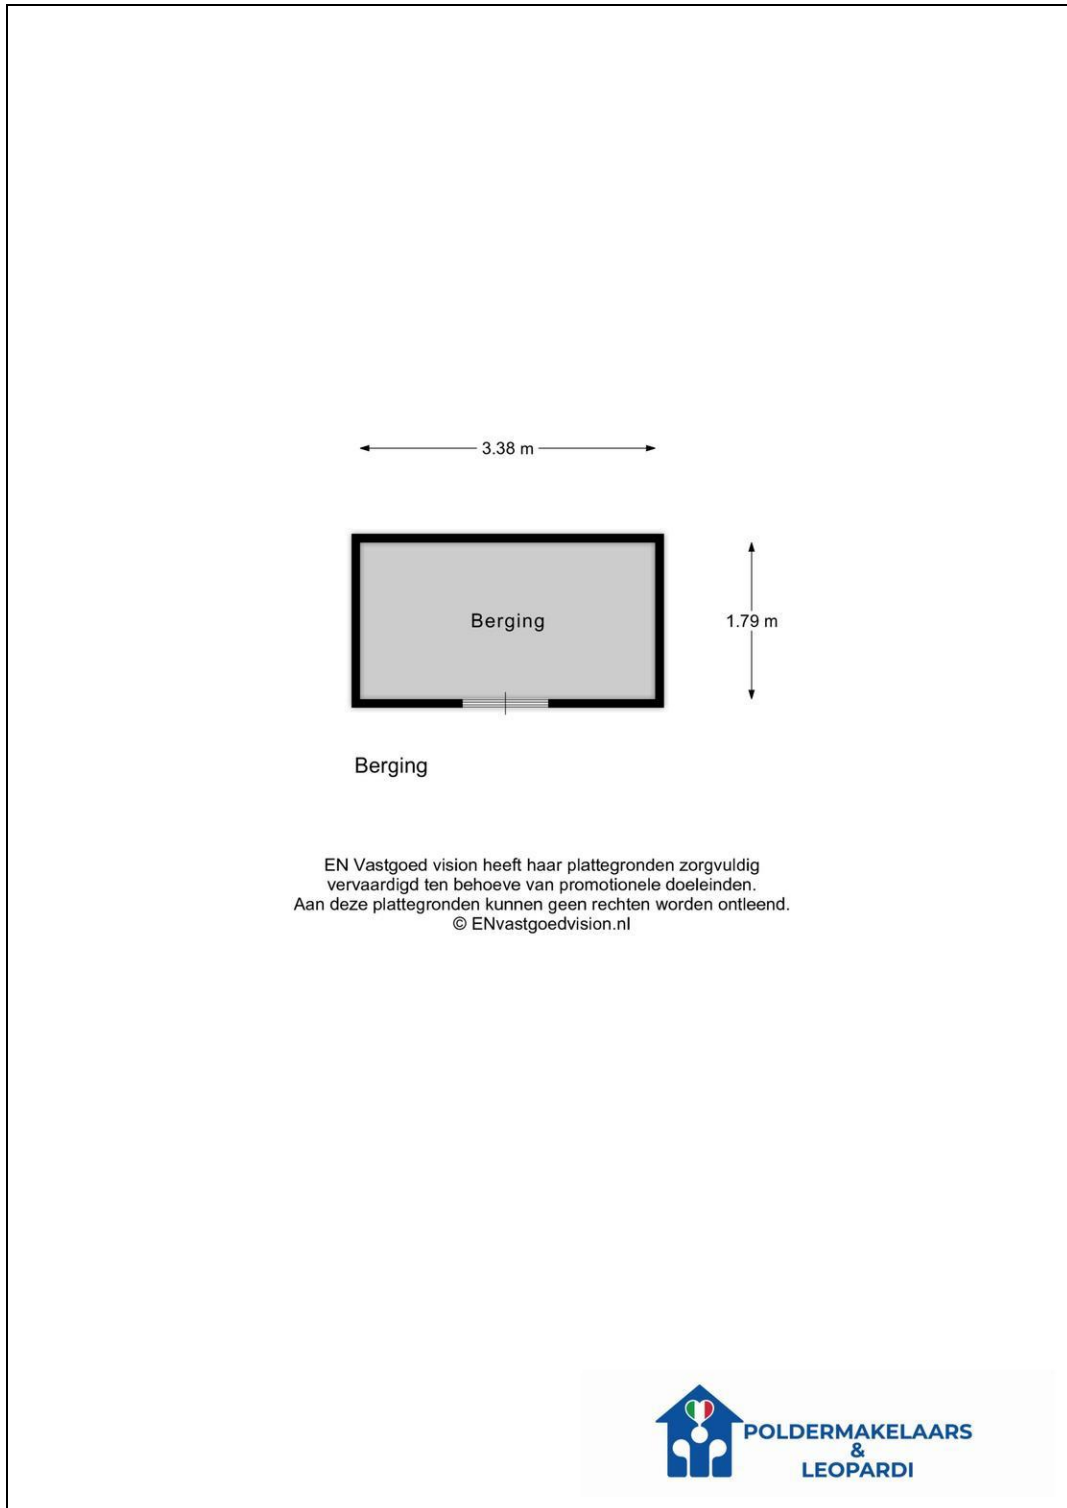 3.38 m
Berging
1.79 m
Berging
EN Vastgoed vision heeft haar plattegronden zorgvuldig
vervaardigd ten behoeve van promotionele doeleinden.
Aan deze plattegronden kunnen geen rechten worden ontleend.
© ENvastgoedvision.nl
POLDERMAKELAARS
&
LEOPARDI